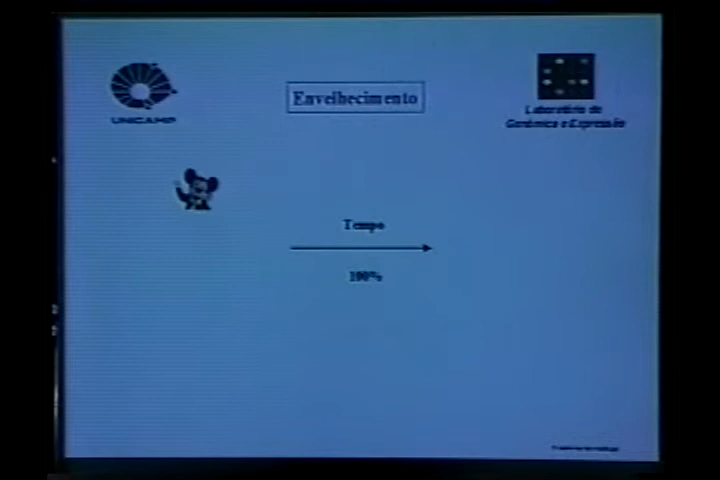 UNICAMP
Envelhecimento
Laboratório de
Genômica e Expressão
Tempo
100%